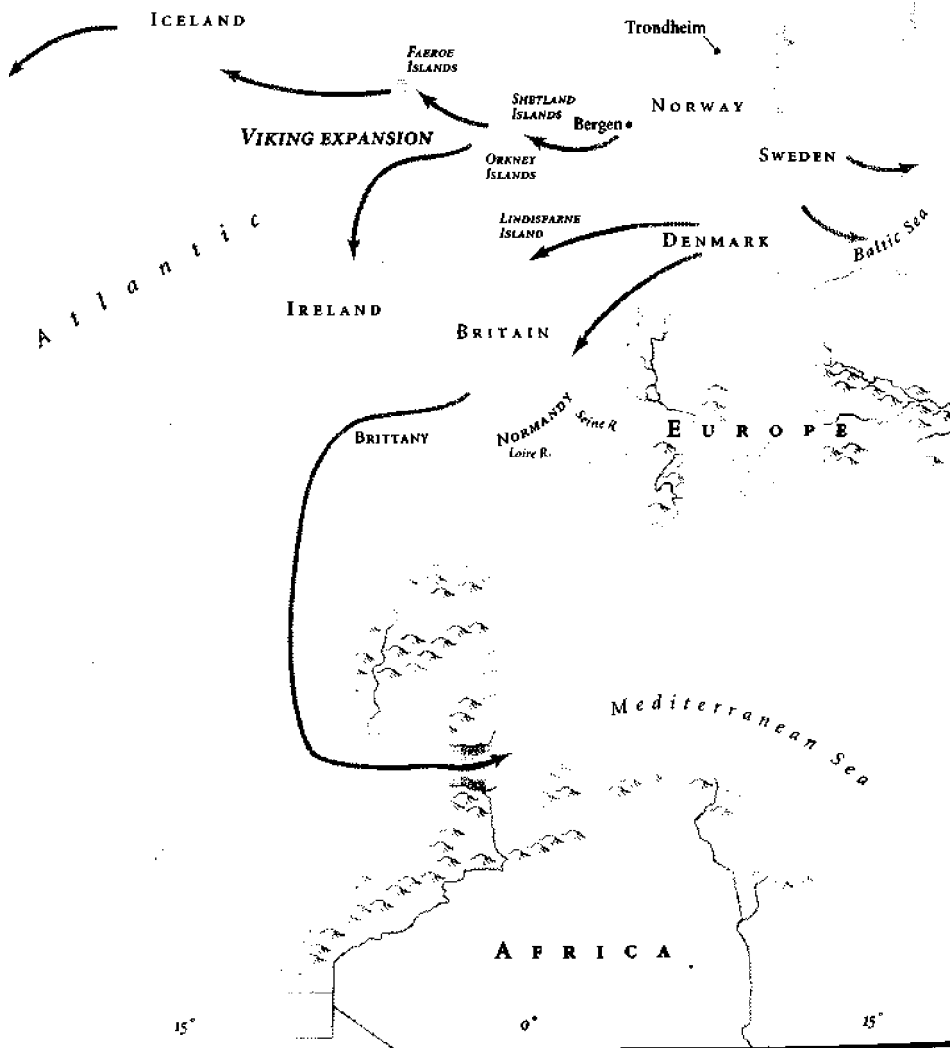 ICELAND
Trondheim
FAEROE
ISLANDS
SHETLAND
ISLANDS
NORWAY
Bergen
VIKING EXPANSION
SWEDEN
ORKNEY
ISLANDS
Atlantic
LINDISFARNE
ISLAND
DENMARK
Baltic Sea
IRELAND
BRITAIN
NORMANDY
Seine R.
EUROPE
BRITTANY
Loire R.
Mediterranean Sea
AFRICA
15°
0°
15°